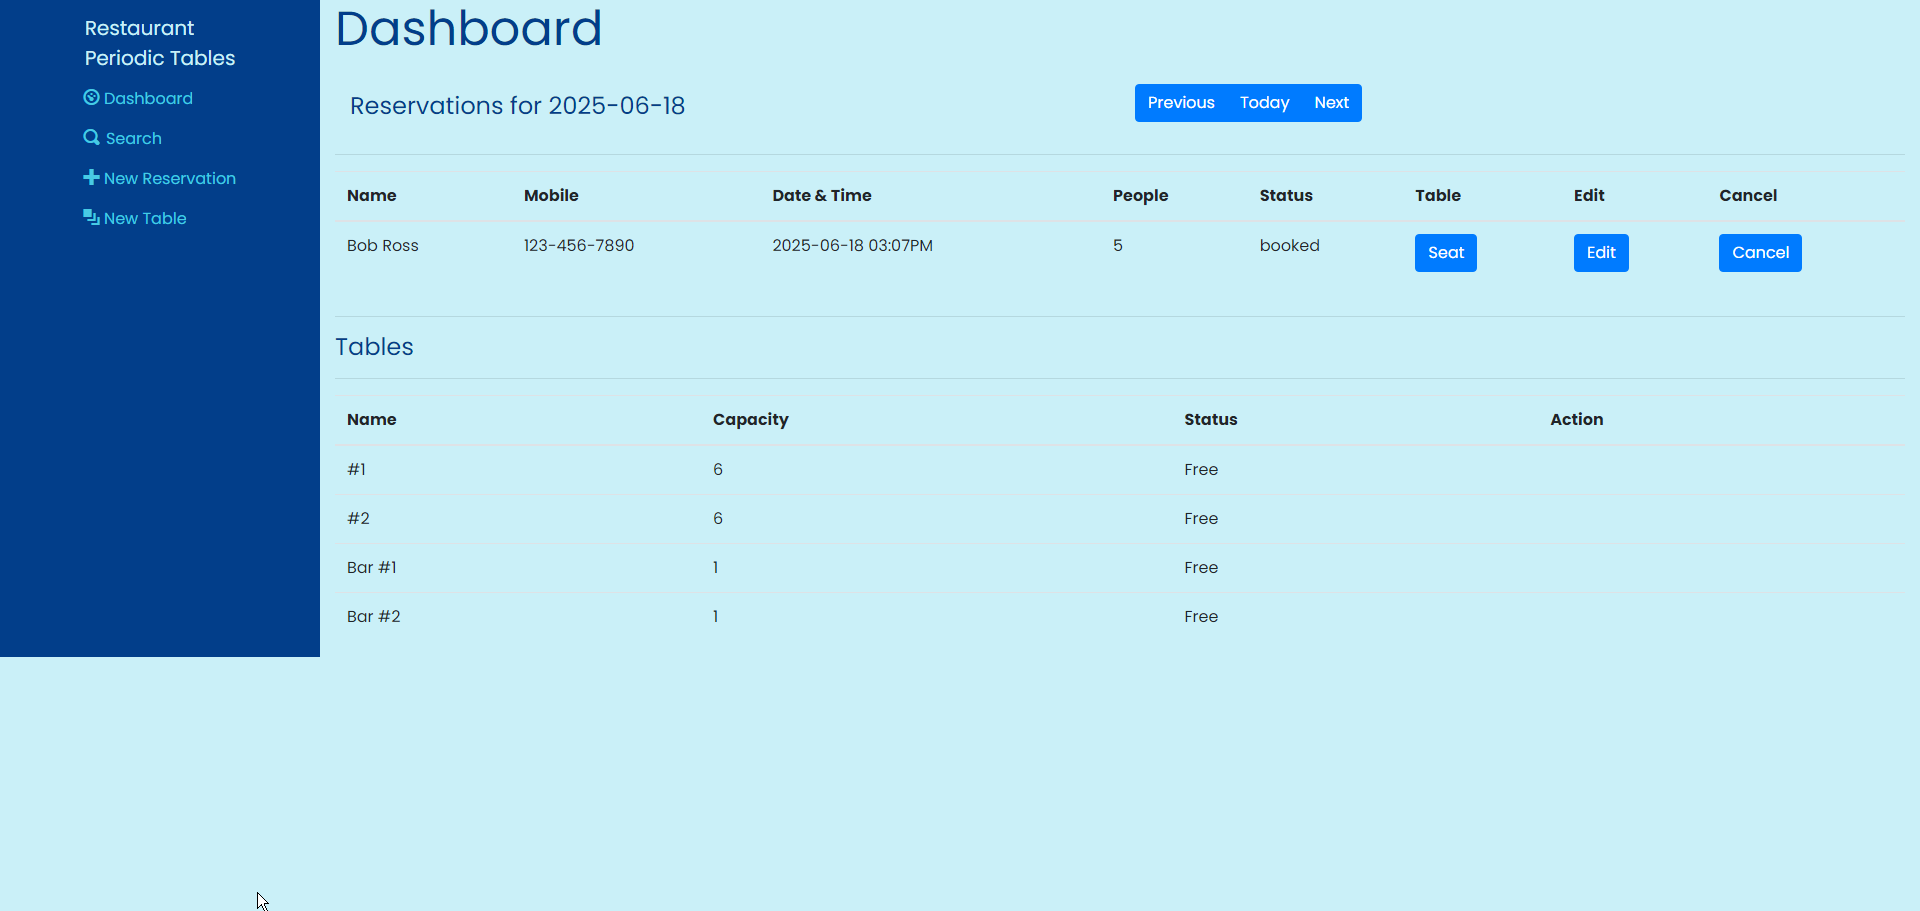 Restaurant
Periodic Tables
Dashboard
Search
New Reservation
New Table
Dashboard
Reservations for 2025-06-18
Previous Today Next
Name Mobile Date & Time People Status Table Edit Cancel
Bob Ross 123-456-7890 2025-06-18 03:07PM 5 booked Seat Edit Cancel
Tables
Name Capacity Status Action
#1 6 Free
#2 6 Free
Bar #1 1 Free
Bar #2 1 Free